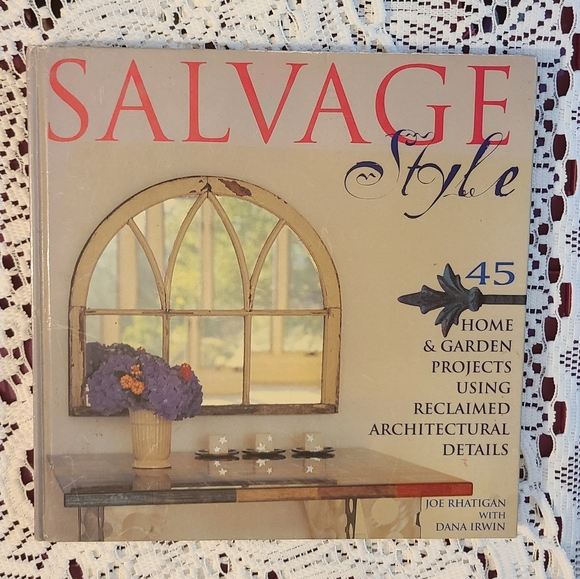 SALVAGE
Style
45
HOME
& GARDEN
PROJECTS
USING
RECLAIMED
ARCHITECTURAL
DETAILS
JOE RHATIGAN
WITH
DANA IRWIN